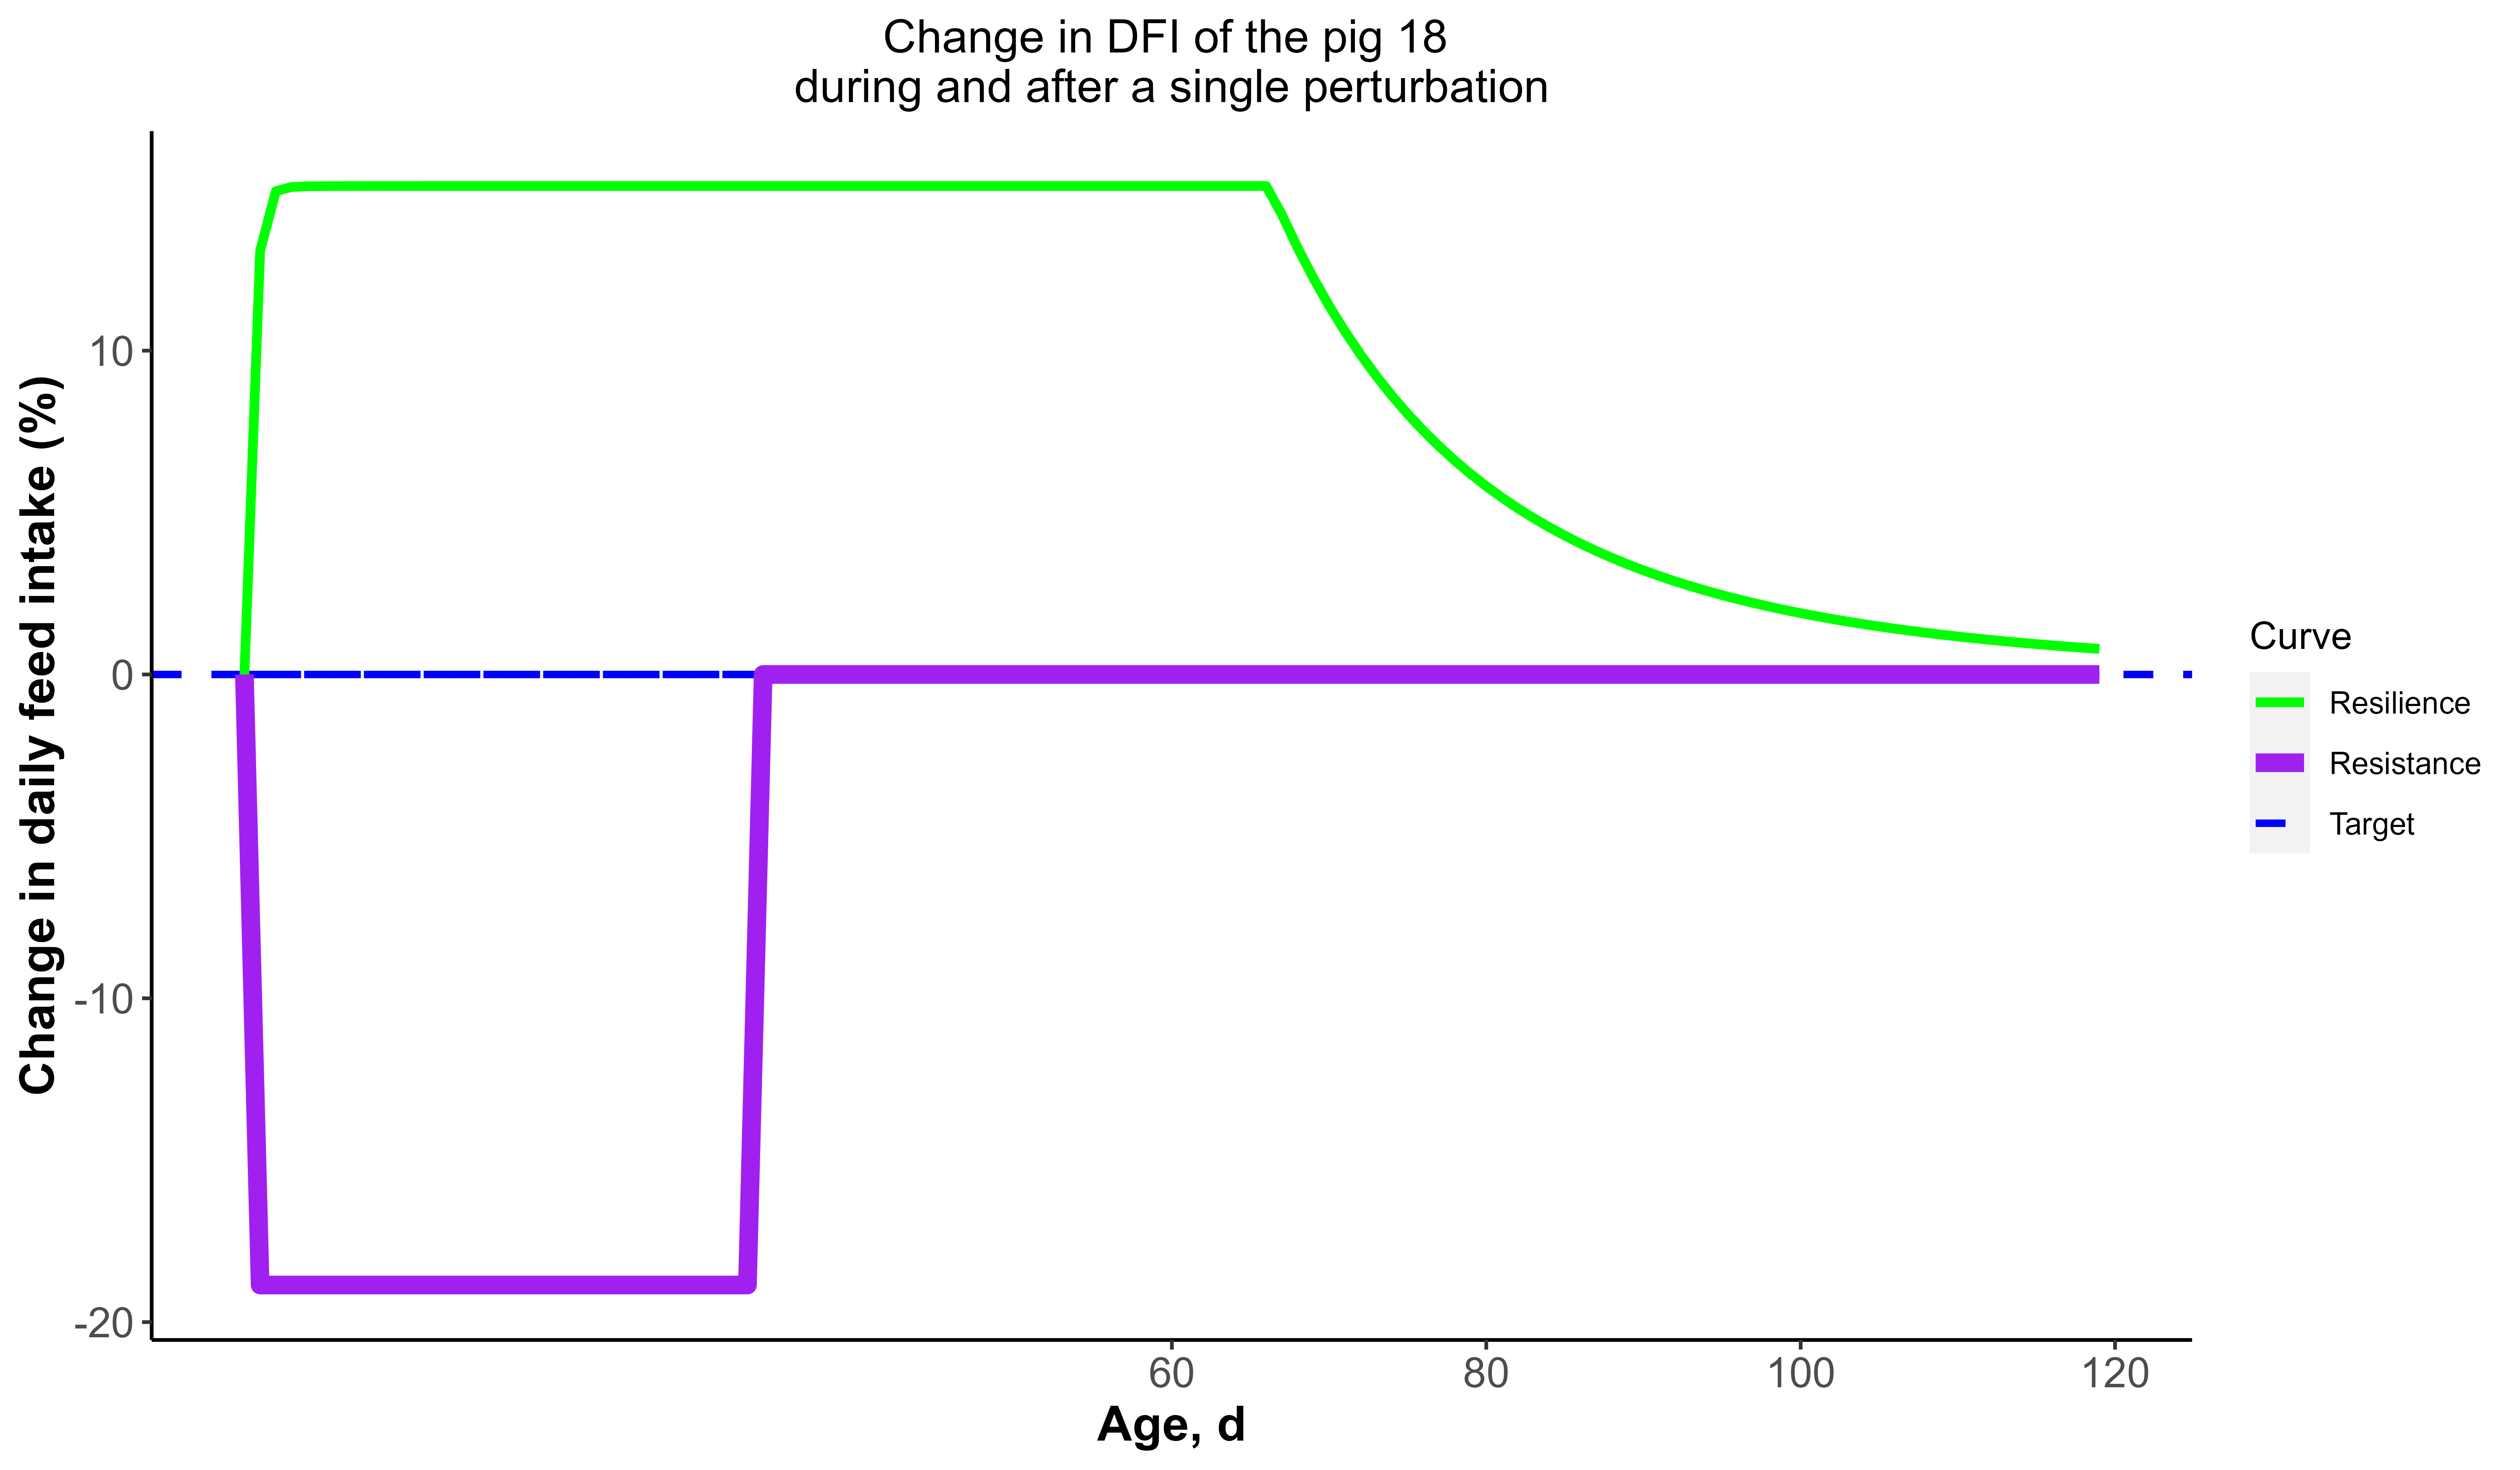 Change in DFI of the pig 18
during and after a single perturbation
Change in daily feed intake (%)
10
0
-10
-20
60
80
100
120
Age, d
Curve
Resilience
Resistance
Target